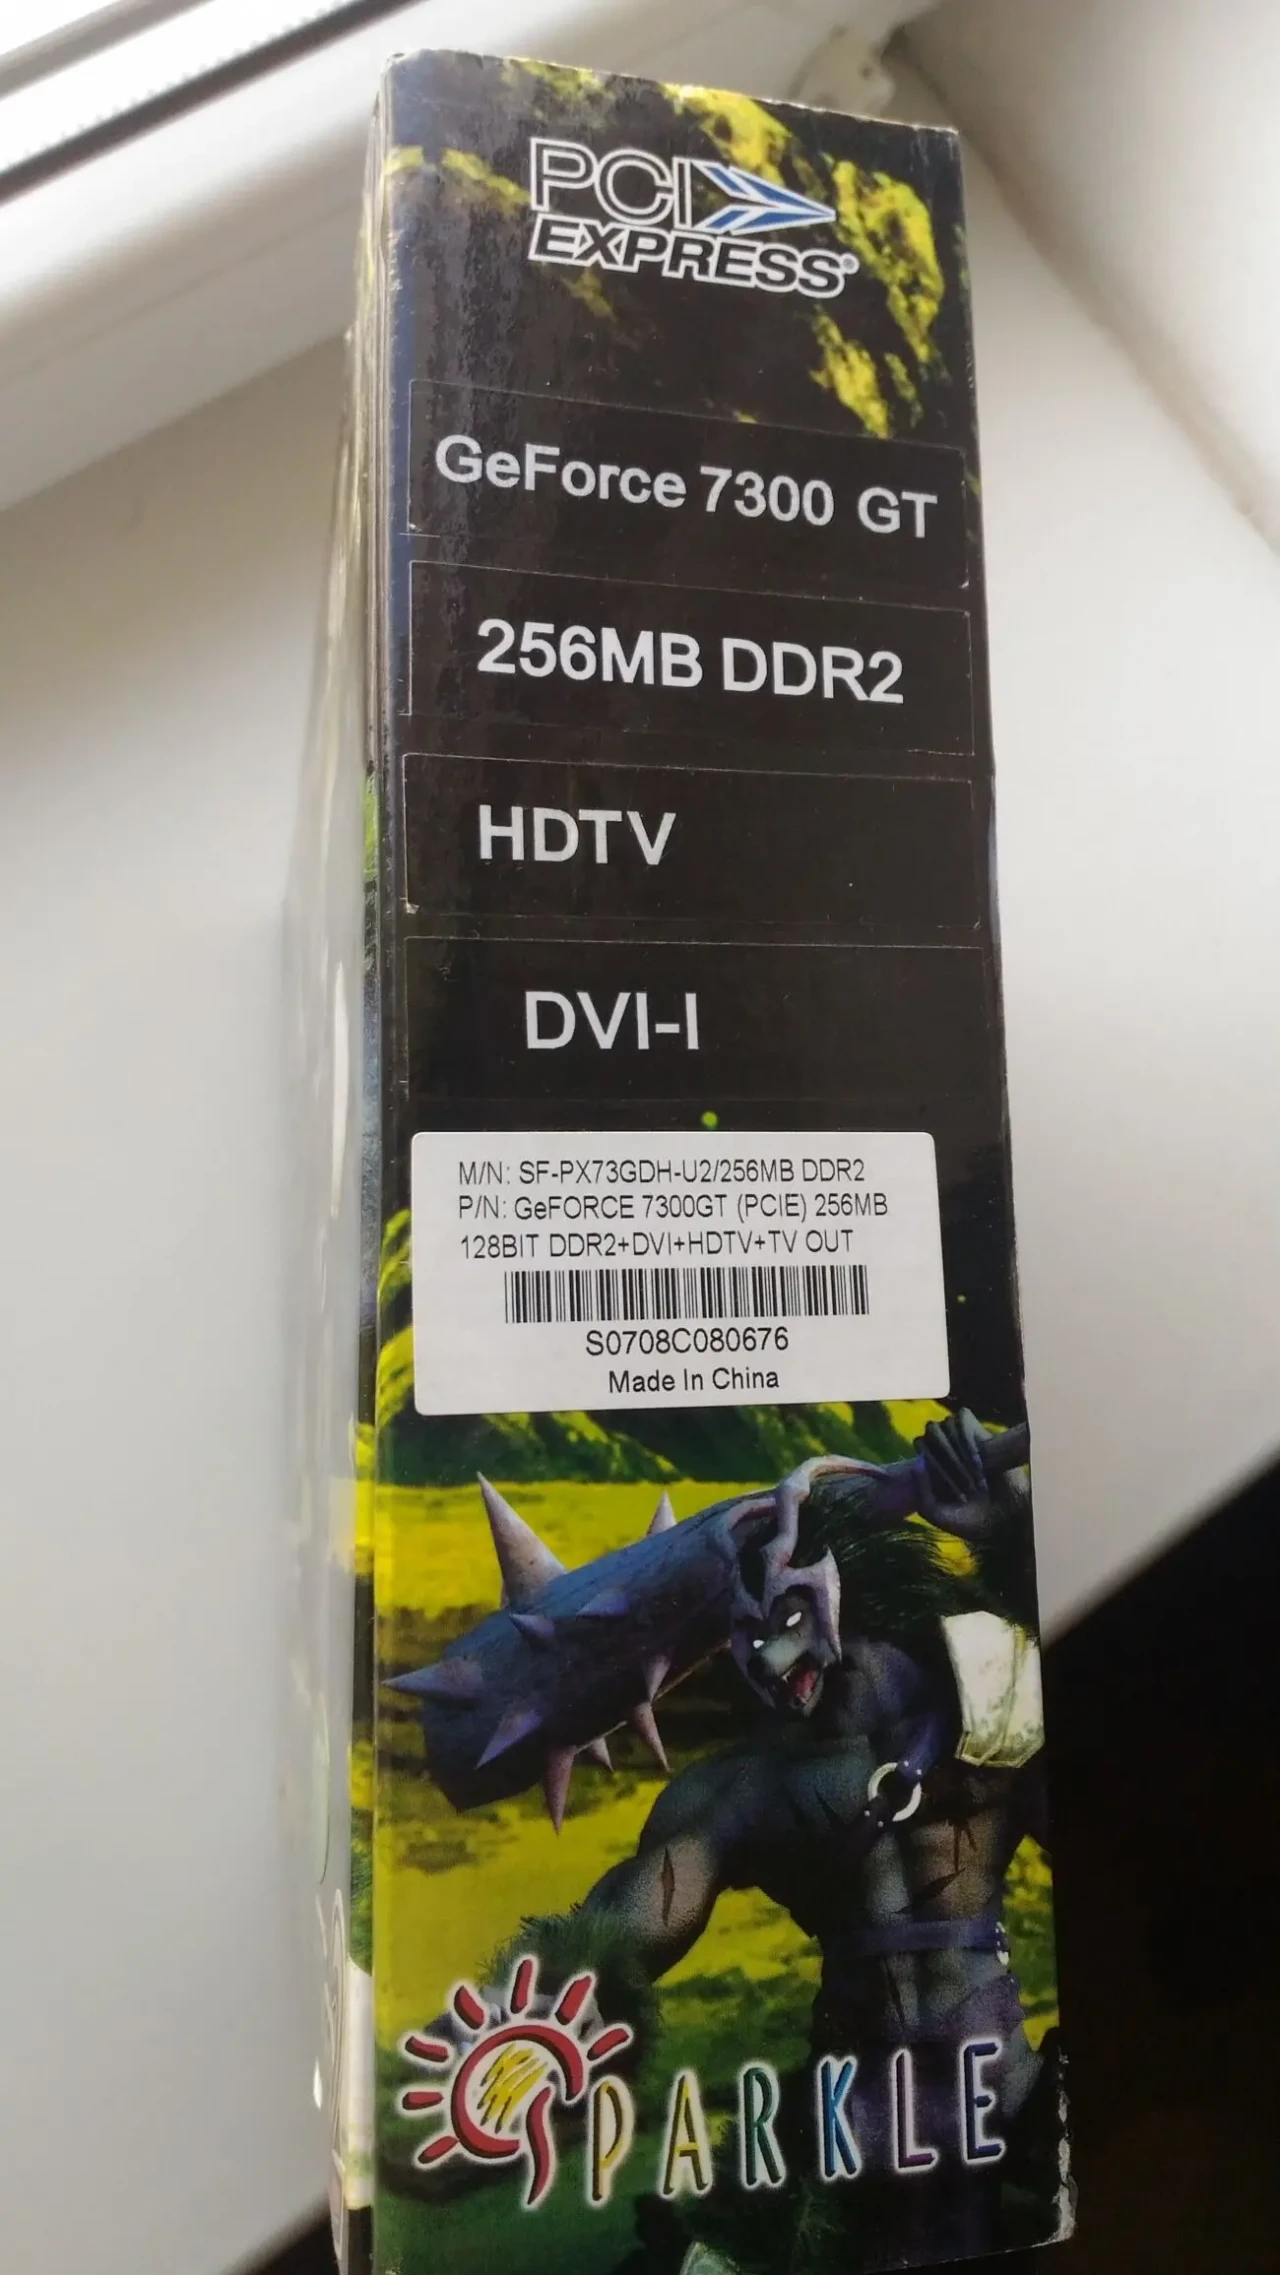 PCI
EXPRESS®
GeForce 7300 GT
256MB DDR2
HDTV
DVI-I
M/N: SF-PX73GDH-U2/256MB DDR2
P/N: GeFORCE 7300GT (PCIE) 256MB
128BIT DDR2+DVI+HDTV+TV OUT
S0708C080676
Made In China
SPARKLE